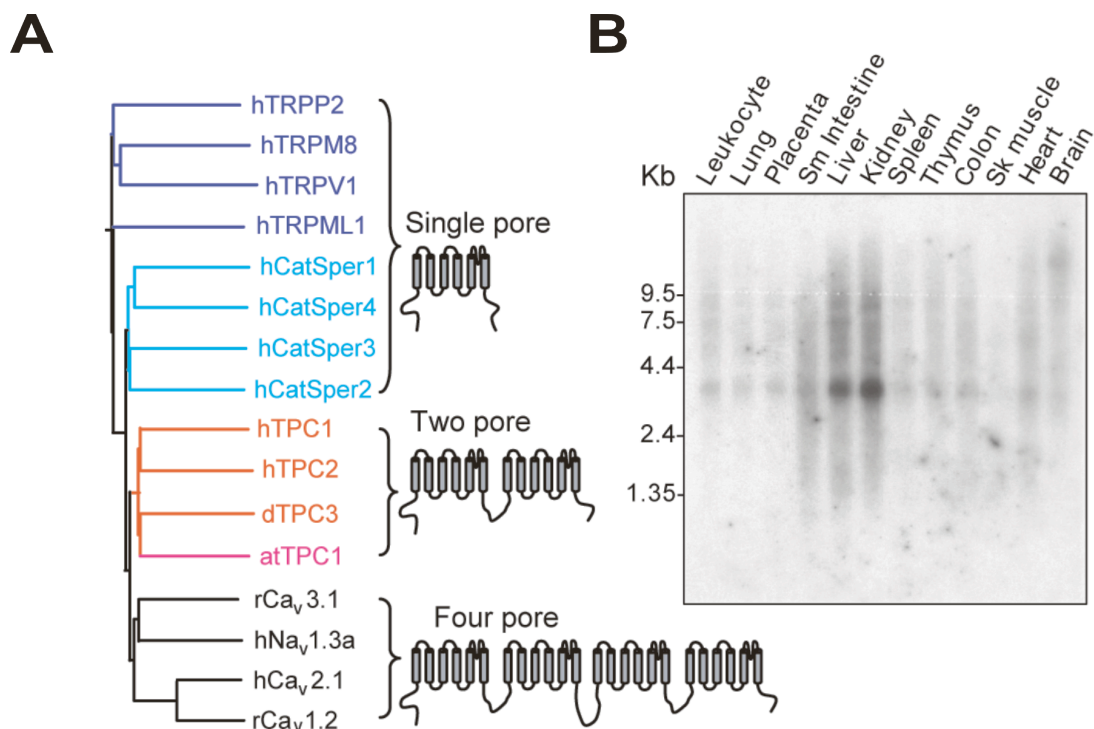 A
hTRPP2
hTRPM8
hTRPV1
hTRPML1
hCatSper1
hCatSper4
hCatSper3
hCatSper2
hTPC1
hTPC2
dTPC3
atTPC1
rCav3.1
hNav1.3a
hCav2.1
rCav1.2
Single pore
Two pore
Four pore
B
Kb
Leukocyte
Lung
Placenta
Sm Intestine
Liver
Kidney
Spleen
Thymus
Colon
Sk muscle
Heart
Brain
9.5-
7.5-
4.4-
2.4-
1.35-